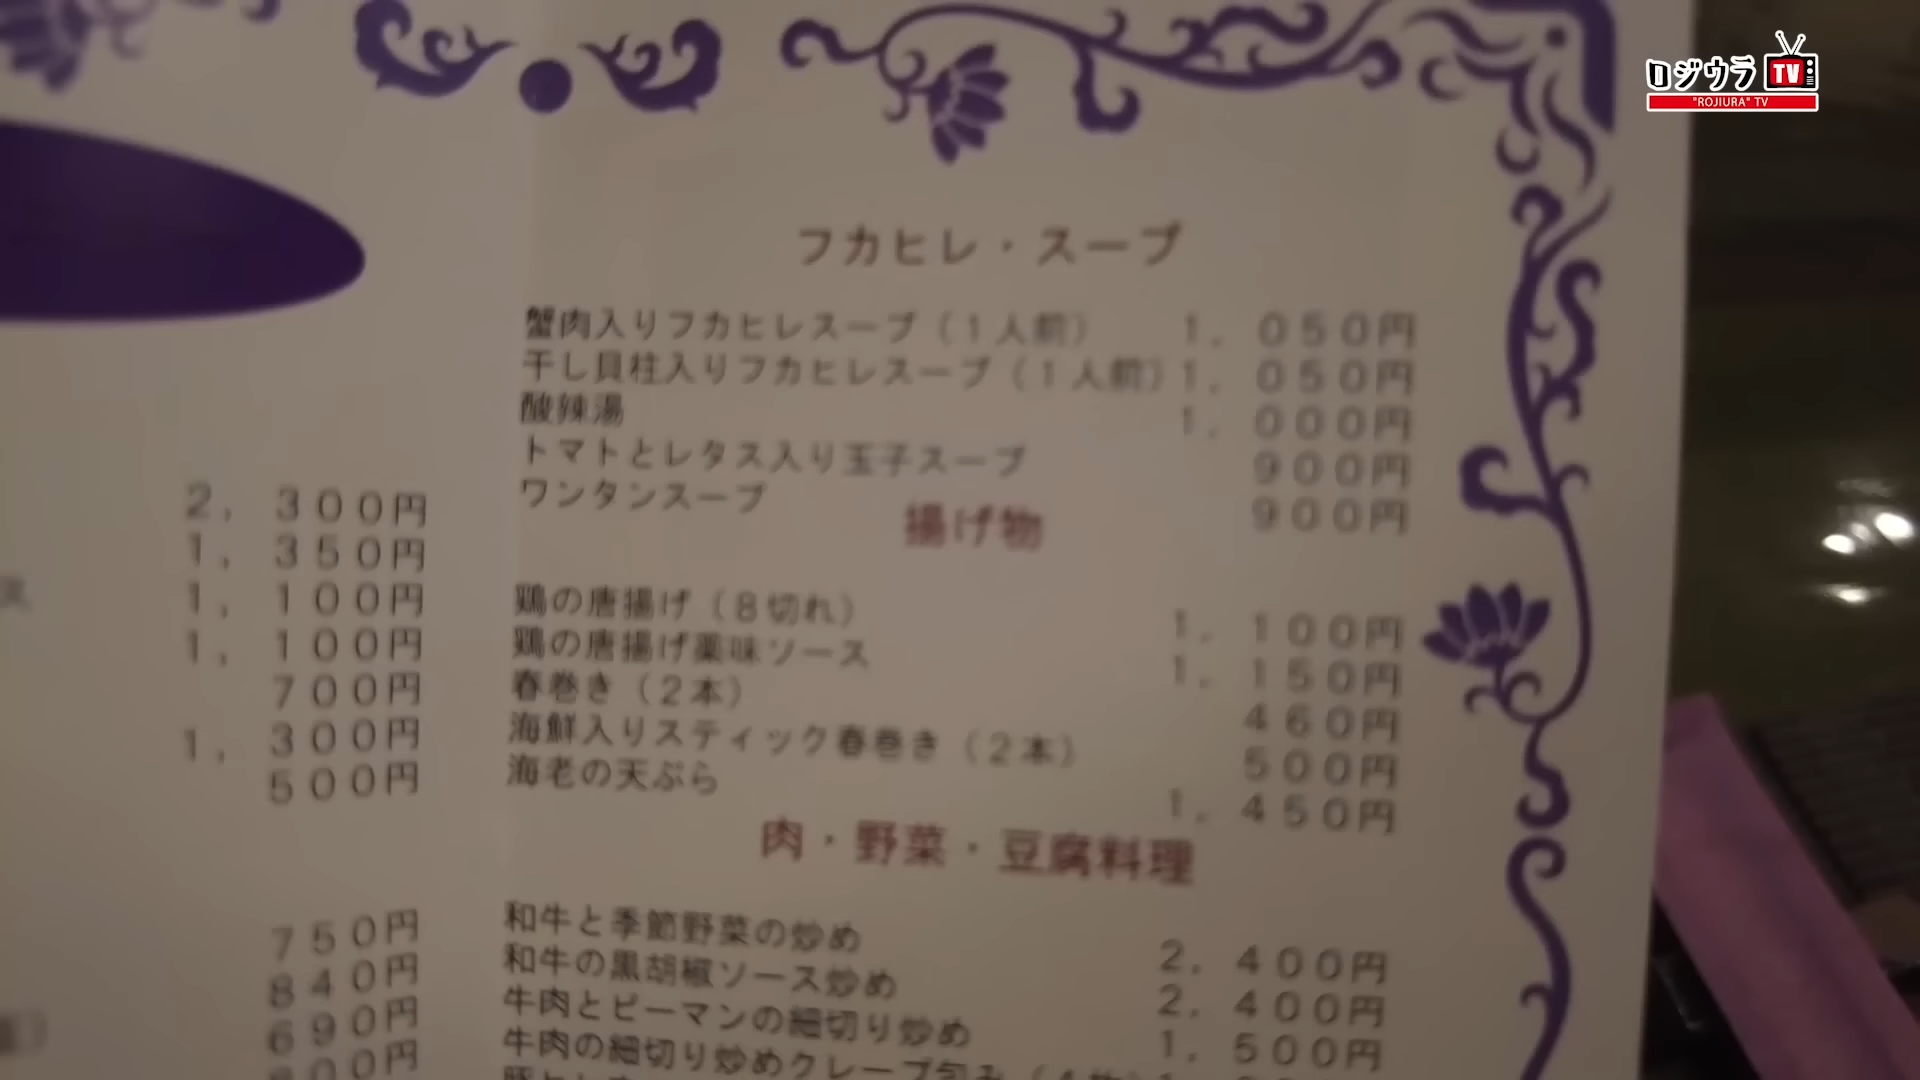 ロジウラ TV
"ROJIURA" TV
フカヒレ・スープ
蟹肉入りフカヒレスープ（1人前） 1，050円
干し貝柱入りフカヒレスープ（1人前） 1，050円
酸辣湯 1，000円
トマトとレタス入り玉子スープ 900円
ワンタンスープ 900円
揚げ物
鶏の唐揚げ（8切れ） 1，100円
鶏の唐揚げ薬味ソース 1，150円
春巻き（2本） 460円
海鮮入りスティック春巻き（2本） 500円
海老の天ぷら 1，450円
肉・野菜・豆腐料理
和牛と季節野菜の炒め 2，400円
和牛の黒胡椒ソース炒め 2，400円
牛肉とピーマンの細切り炒め 1，500円
牛肉の細切り炒めクレープ包み
2，300円
1，350円
1，100円
1，100円
700円
1，300円
500円
750円
840円
690円